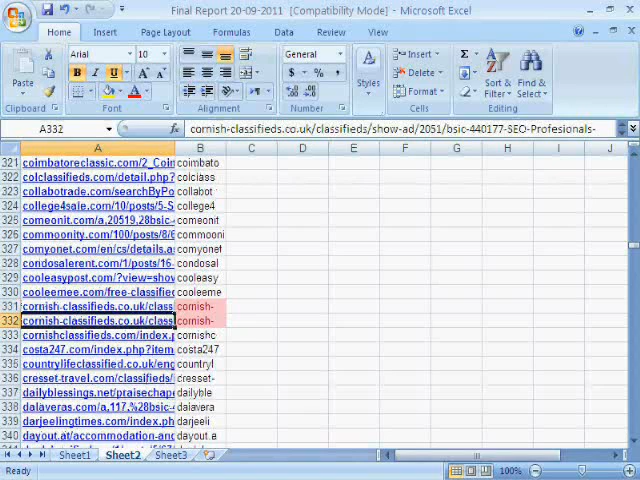 Final Report 20-09-2011 [Compatibility Mode] - Microsoft Excel
Home Insert Page Layout Formulas Data Review View
Paste Arial 10 Styles Insert Sort & Filter Find & Select
B I U $ % , Delete
Format
Clipboard Font Alignment Number Cells Editing
A332 cornish-classifieds.co.uk/classifieds/show-ad/2051/bsic-440177-SEO-Profesionals-
A B C D E F G H I J
321 coimbatoreclassic.com/2_Coin coimbato
322 colclassifieds.com/detail.php? colclass
323 collabotrade.com/searchByPo collabot
324 college4sale.com/10/posts/5-S college4
325 comeonit.com/a,20519,28bsic- comeonit
326 commoonity.com/100/posts/8/6 commooni
327 comyonet.com/en/cs/details.as comyonet
328 condosalerent.com/1/posts/16- condosal
329 cooleasypost.com/?view=show cooleasy
330 cooleemee.com/free-classified cooleeme
331 cornish-classifieds.co.uk/class cornish-
332 cornish-classifieds.co.uk/class cornish-
333 cornishclassifieds.com/index.p cornishc
334 costa247.com/index.php?item costa247
335 countrylifeclassified.co.uk/eng countryl
336 cresset-travel.com/classifieds/ cresset-
337 dailyblessings.net/praisechape dailyble
338 dalaveras.com/a,117,%28bsic- dalavera
339 darjeelingtimes.com/index.php darjeeli
340 dayout.at/accommodation-and dayout.a
Sheet1 Sheet2 Sheet3
Ready 100%